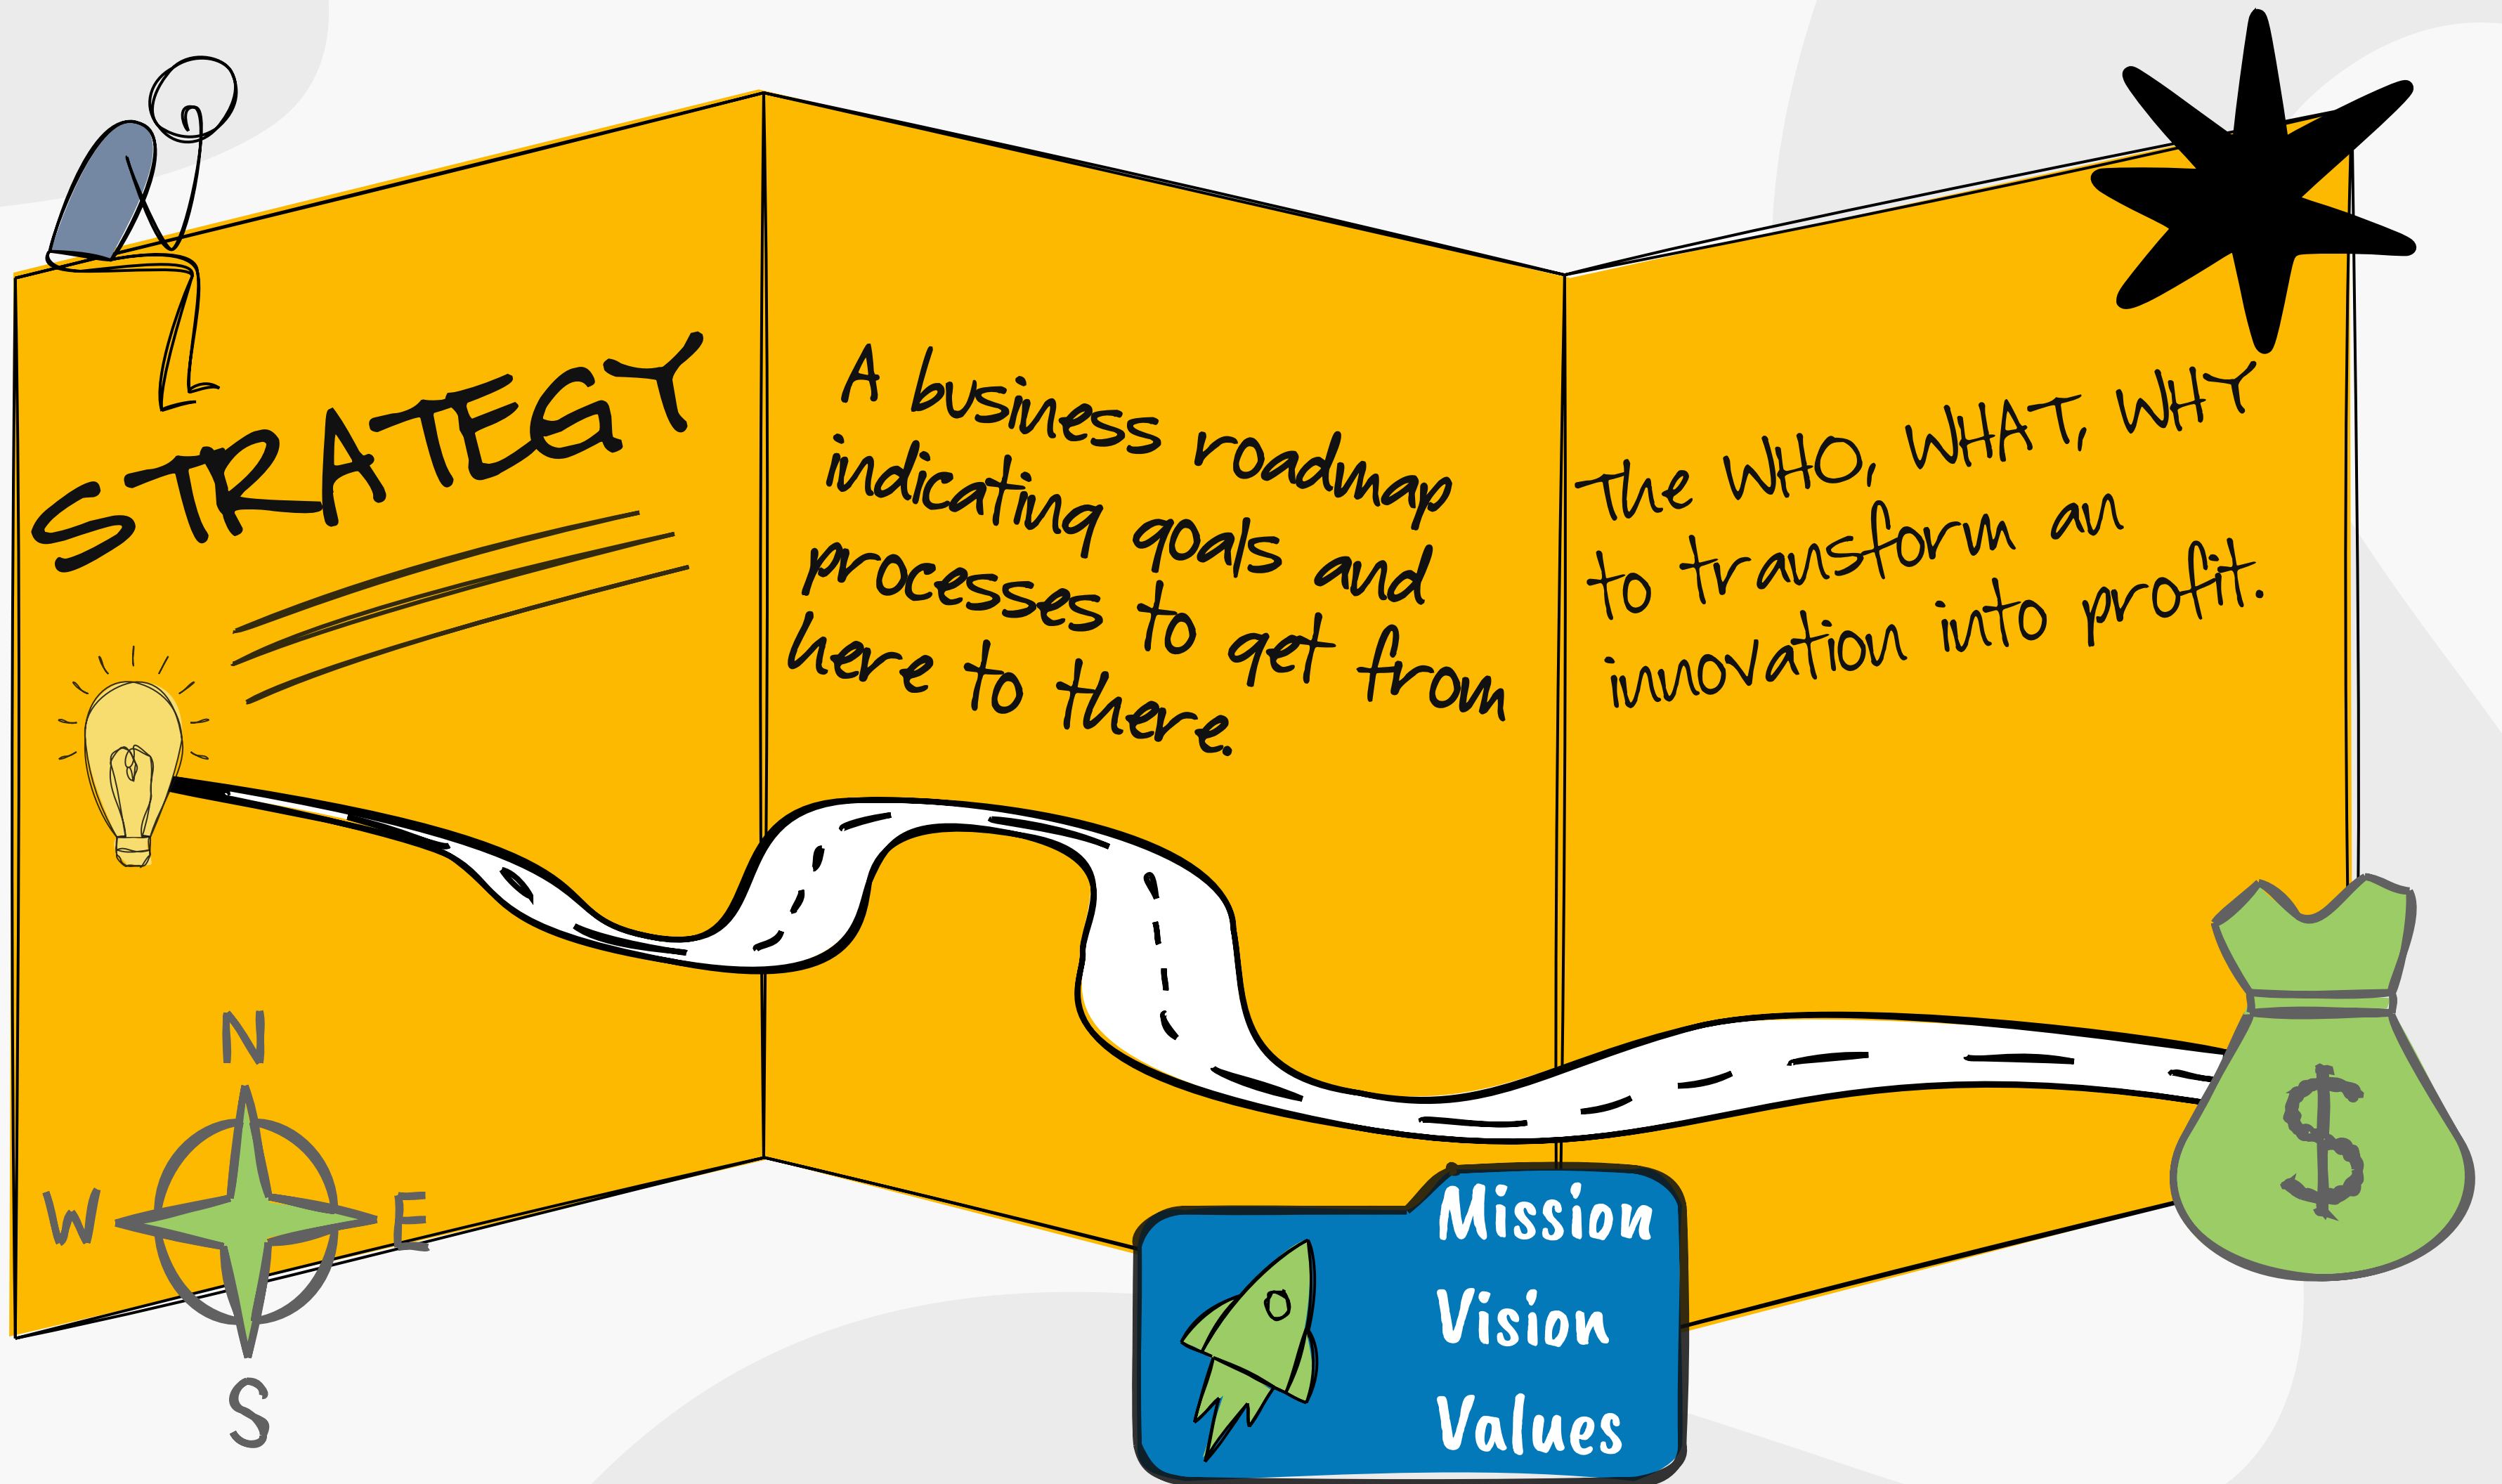 STRATEGY
A business roadmap
indicating goals and
processes to get from
here to there.
The WHO, WHAT, WHY
to transform an
innovation into profit.
N
W
E
S
$
Mission
Vision
Values